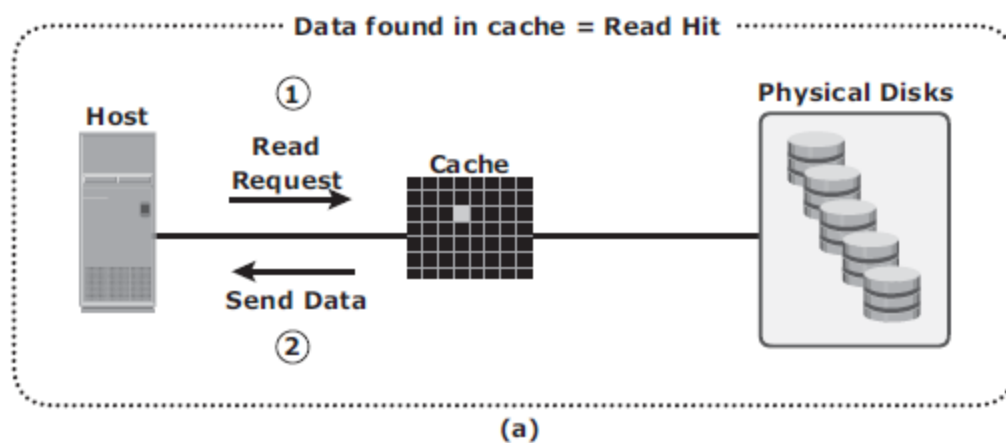 Data found in cache = Read Hit
1
Physical Disks
Host
Read
Request
Cache
Send Data
2
(a)